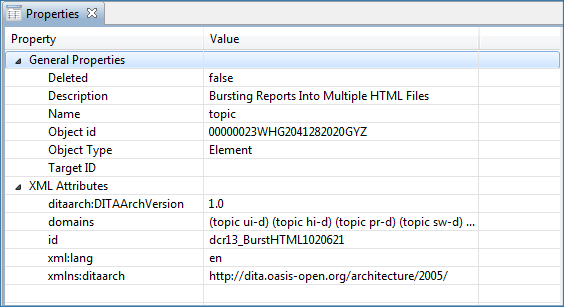 Properties
Property Value
General Properties
Deleted false
Description Bursting Reports Into Multiple HTML Files
Name topic
Object id 00000023WHG2041282020GYZ
Object Type Element
Target ID
XML Attributes
ditaarch:DITAArchVersion 1.0
domains (topic ui-d) (topic hi-d) (topic pr-d) (topic sw-d) ...
id dcr13_BurstHTML1020621
xml:lang en
xmlns:ditaarch http://dita.oasis-open.org/architecture/2005/